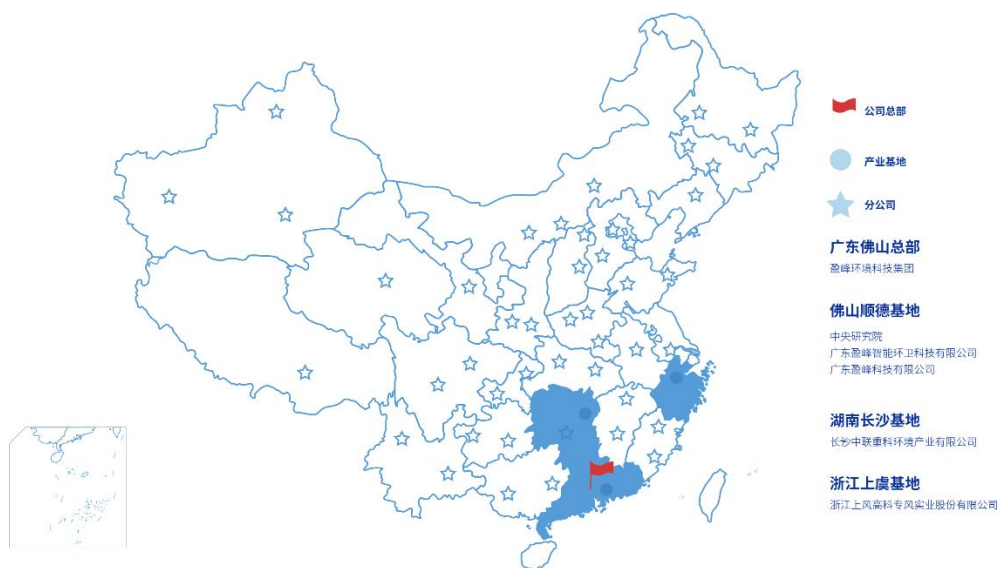 公司总部
产业基地
分公司
广东佛山总部
盈峰环境科技集团
佛山顺德基地
中央研究院
广东盈峰智能环卫科技有限公司
广东盈峰科技有限公司
湖南长沙基地
长沙中联重科环境产业有限公司
浙江上虞基地
浙江上风高科专风实业股份有限公司